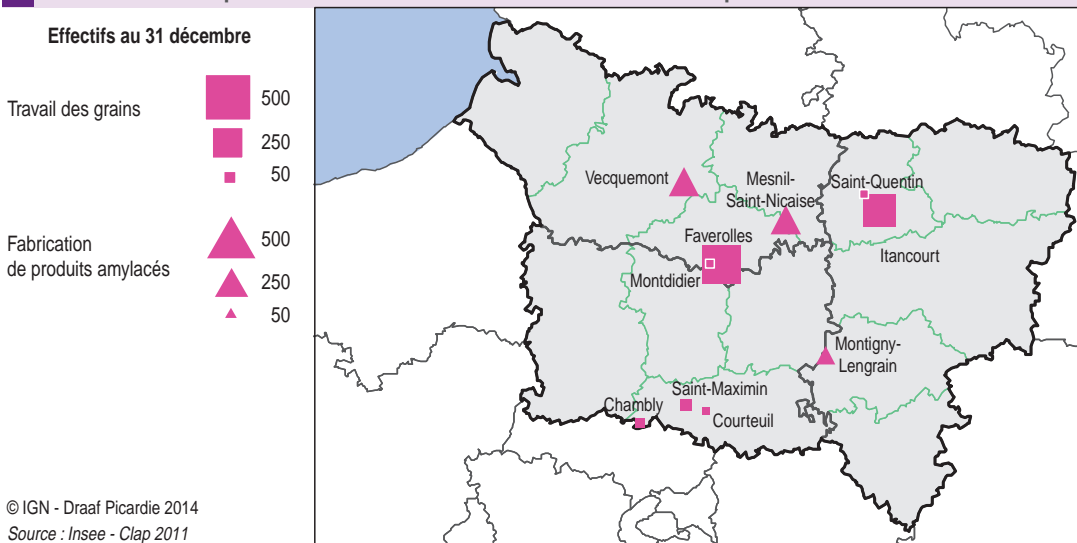 Effectifs au 31 décembre
Travail des grains
500
250
50
Fabrication
de produits amylacés
500
250
50
Vecquemont
Mesnil-
Saint-Nicaise
Saint-Quentin
Faverolles
Itancourt
Montdidier
Montigny-
Lengrain
Saint-Maximin
Chambly
Courteuil
© IGN - Draaf Picardie 2014
Source : Insee - Clap 2011